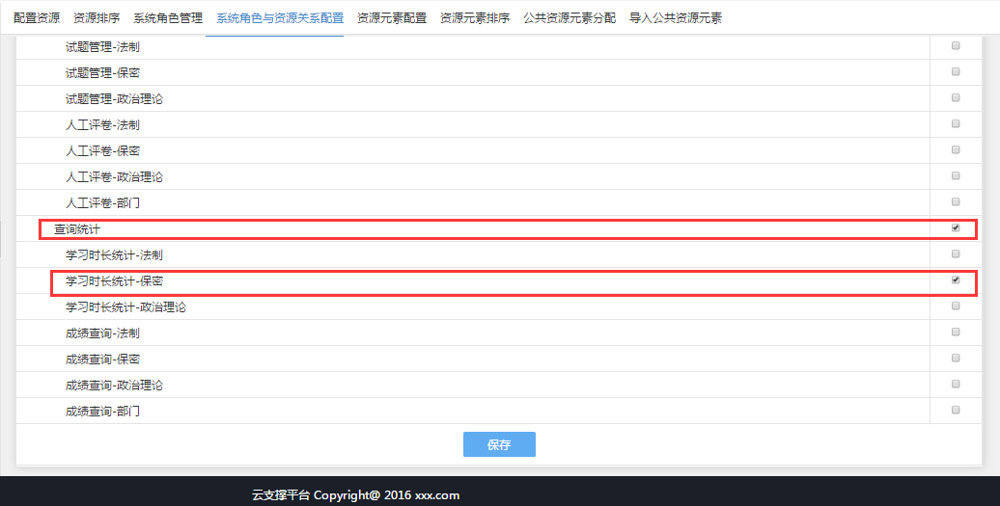 配置资源 资源排序 系统角色管理 系统角色与资源关系配置 资源元素配置 资源元素排序 公共资源元素分配 导入公共资源元素
试题管理-法制
试题管理-保密
试题管理-政治理论
人工评卷-法制
人工评卷-保密
人工评卷-政治理论
人工评卷-部门
查询统计
学习时长统计-法制
学习时长统计-保密
学习时长统计-政治理论
成绩查询-法制
成绩查询-保密
成绩查询-政治理论
成绩查询-部门
保存
云支撑平台 Copyright@ 2016 xxx.com